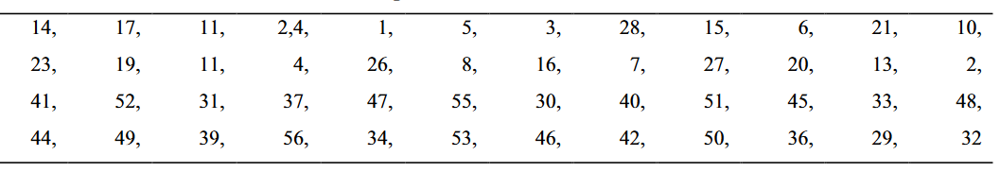 14, 17, 11, 2,4, 1, 5, 3, 28, 15, 6, 21, 10,
23, 19, 11, 4, 26, 8, 16, 7, 27, 20, 13, 2,
41, 52, 31, 37, 47, 55, 30, 40, 51, 45, 33, 48,
44, 49, 39, 56, 34, 53, 46, 42, 50, 36, 29, 32